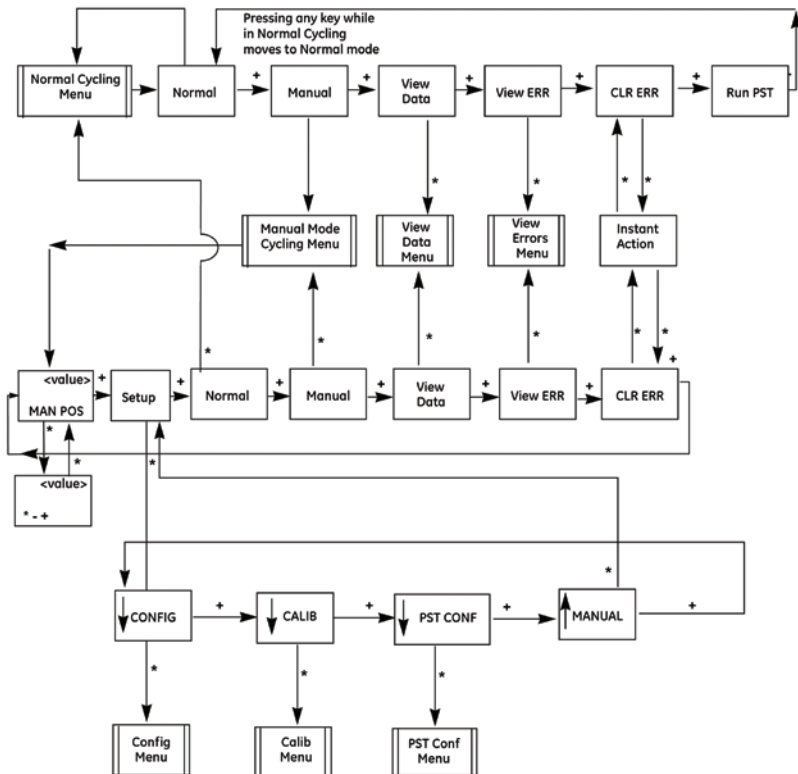 Pressing any key while
in Normal Cycling
moves to Normal mode
Normal Cycling
Menu
Normal
+
Manual
+
View
Data
+
View ERR
+
CLR ERR
+
Run PST
*
*
*
*
Manual Mode
Cycling Menu
View
Data
Menu
View
Errors
Menu
Instant
Action
*
*
*
*
*
*
<value>
MAN POS
+
Setup
+
Normal
+
Manual
+
View
Data
+
View ERR
+
CLR ERR
+
*
*
*
<value>
* - +
*
CONFIG
+
CALIB
+
PST CONF
+
MANUAL
+
*
*
*
Config
Menu
Calib
Menu
PST Conf
Menu